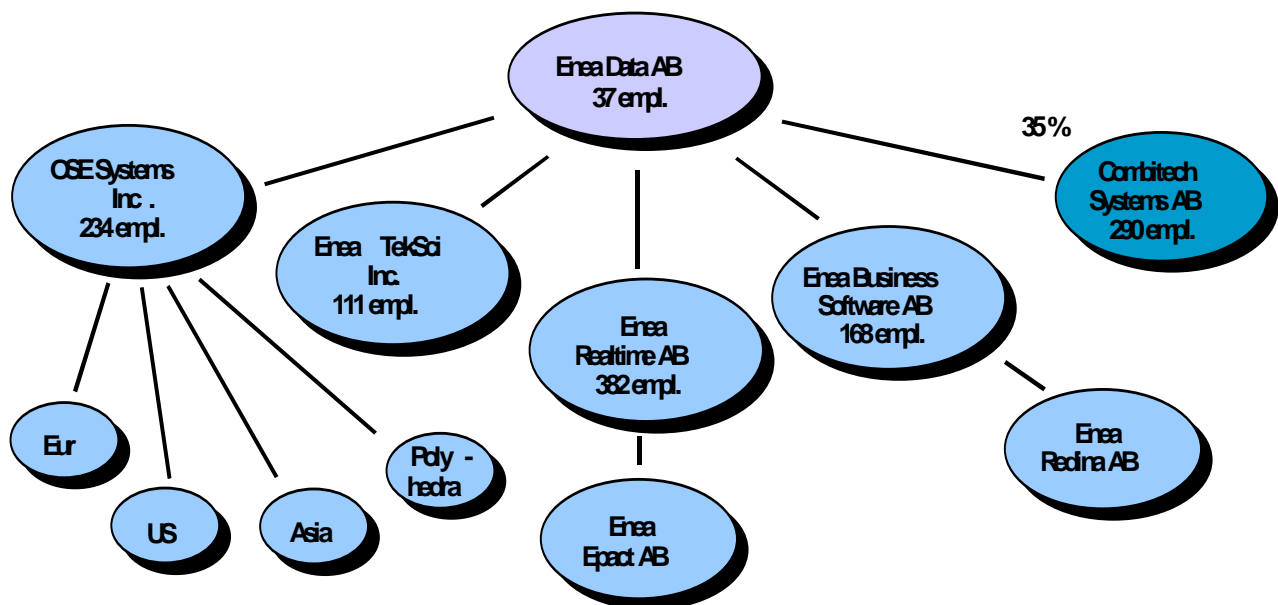 Enea Data AB
37 empl.
35%
OSE Systems
Inc .
234 empl.
Combitech
Systems AB
290 empl.
Enea TekSci
Inc.
111 empl.
Enea Business
Software AB
168 empl.
Enea
Realtime AB
382 empl.
Eur
Poly -
hedra
Enea
Redina AB
US
Asia
Enea
Epact AB